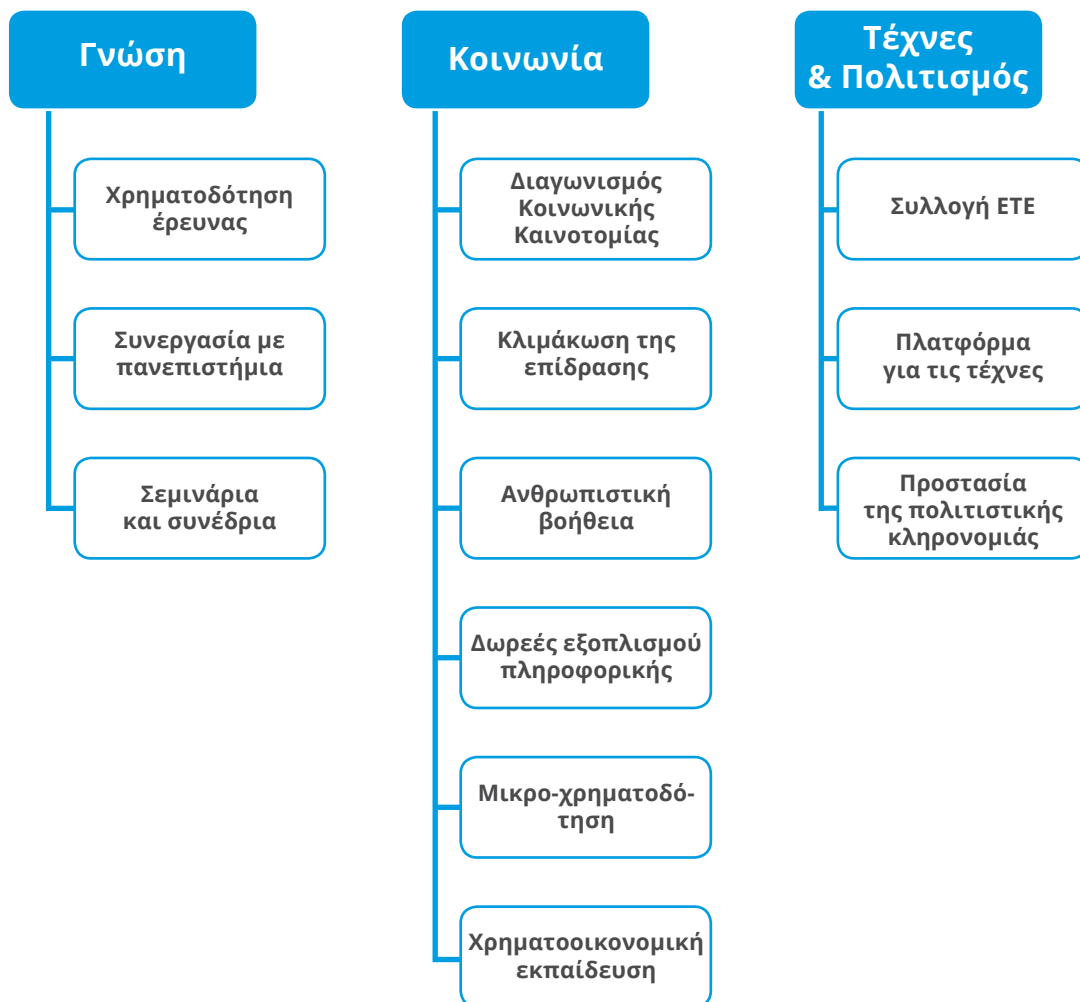 Γνώση
Χρηματοδότηση
έρευνας
Συνεργασία με
πανεπιστήμια
Σεμινάρια
και συνέδρια
Κοινωνία
Διαγωνισμός
Κοινωνικής
Καινοτομίας
Κλιμάκωση της
επίδρασης
Ανθρωπιστική
βοήθεια
Δωρεές εξοπλισμού
πληροφορικής
Μικρο-χρηματοδό-
τηση
Χρηματοοικονομική
εκπαίδευση
Τέχνες
& Πολιτισμός
Συλλογή ΕΤΕ
Πλατφόρμα
για τις τέχνες
Προστασία
της πολιτιστικής
κληρονομιάς